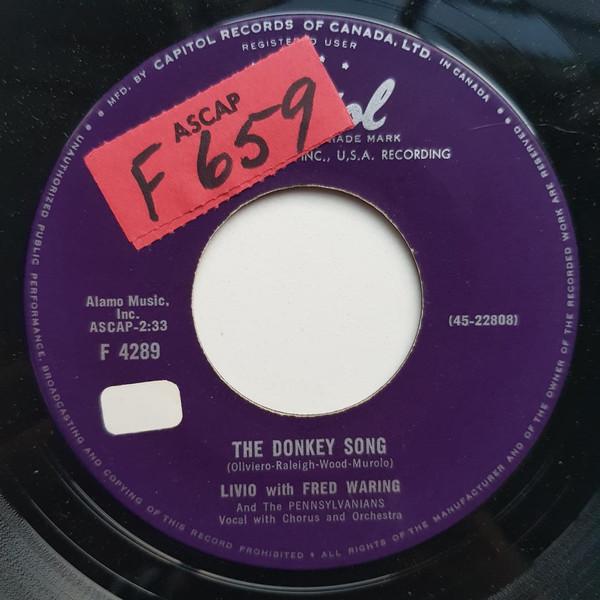 MFD. BY CAPITOL RECORDS OF CANADA, LTD. IN CANADA
REGISTERED USER
TRADE MARK
INC., U.S.A. RECORDING
ASCAP
F 659
Alamo Music,
Inc.
ASCAP-2:33
F 4289
(45-22808)
THE DONKEY SONG
(Oliviero-Raleigh-Wood-Murolo)
LIVIO with FRED WARING
And The PENNSYLVANIANS
Vocal with Chorus and Orchestra
UNAUTHORIZED PUBLIC PERFORMANCE, BROADCASTING AND COPYING OF THIS RECORD PROHIBITED • ALL RIGHTS OF THE MANUFACTURER AND OF THE OWNER OF THE RECORDED WORK ARE RESERVED